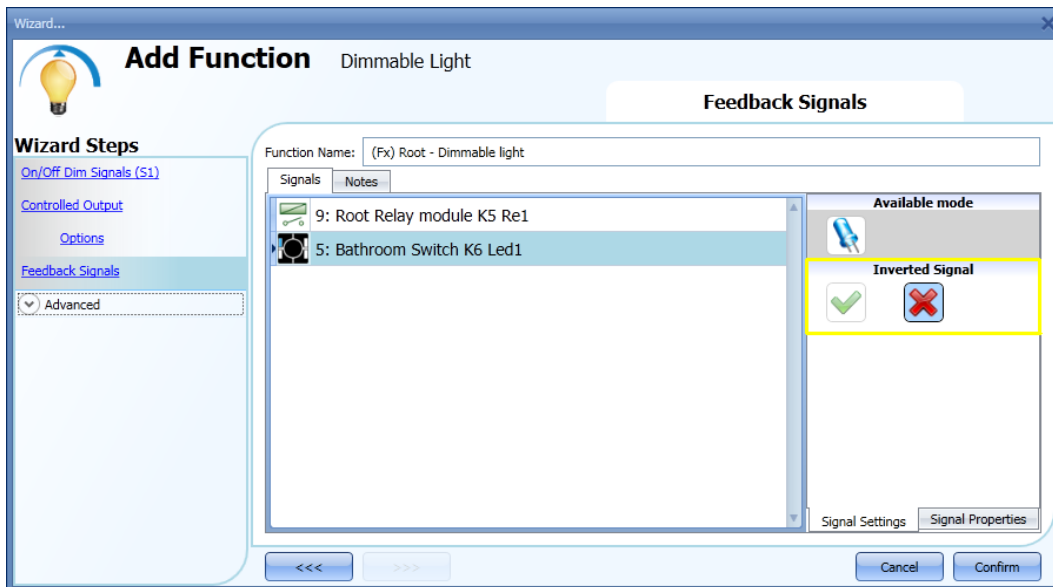 Wizard...
Add Function Dimmable Light
Feedback Signals
Wizard Steps
On/Off Dim Signals (S1)
Controlled Output
Options
Feedback Signals
Advanced
Function Name: (Fx) Root - Dimmable light
Signals Notes
9: Root Relay module K5 Re1
5: Bathroom Switch K6 Led1
Available mode
Inverted Signal
Signal Settings Signal Properties
<<< >>> Cancel Confirm